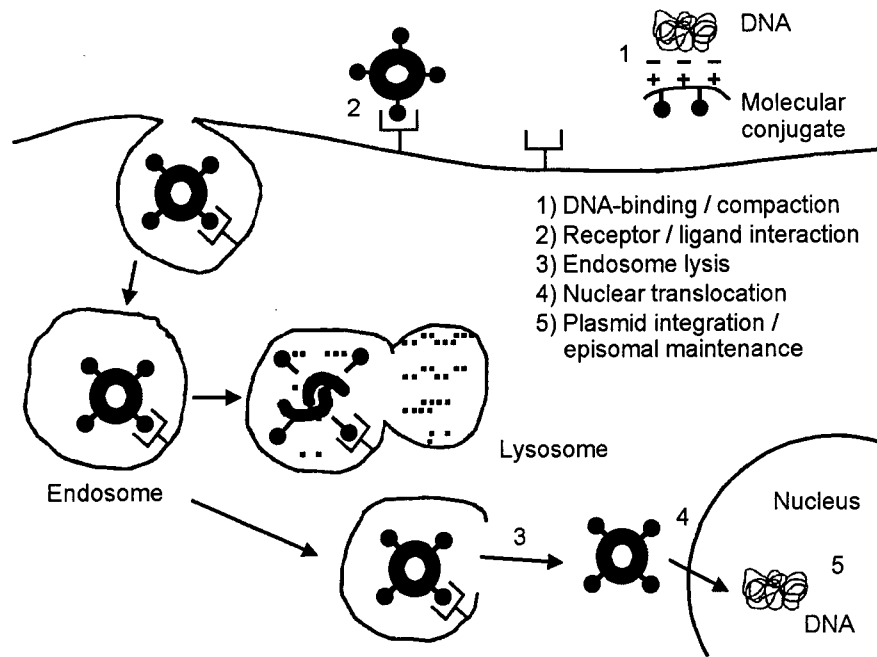 DNA
1
– – –
+ + +
Molecular
conjugate
2
1) DNA-binding / compaction
2) Receptor / ligand interaction
3) Endosome lysis
4) Nuclear translocation
5) Plasmid integration /
episomal maintenance
Lysosome
Endosome
Nucleus
3
4
5
DNA